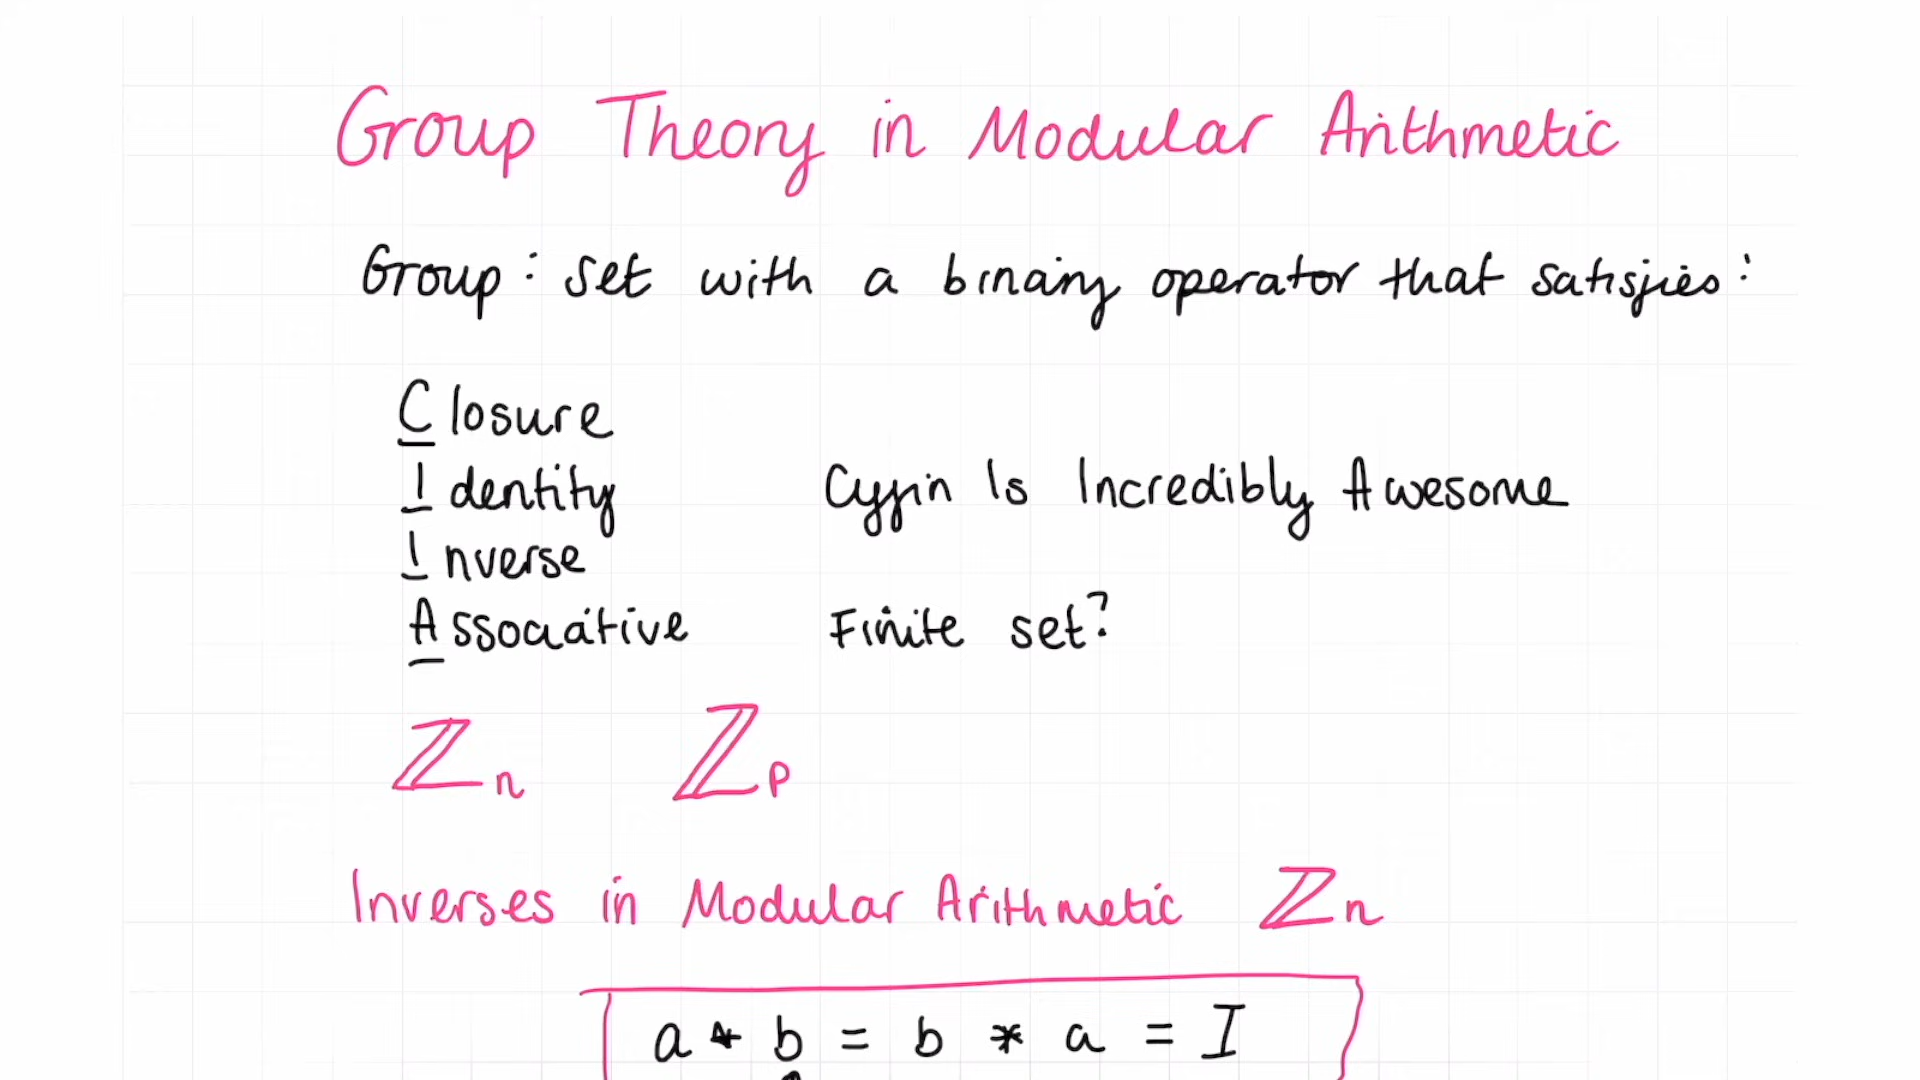 Group Theory in Modular Arithmetic
Group: set with a binary operator that satisfies:
Closure
Identity
Cyfrin Is Incredibly Awesome
Inverse
Associative
Finite set?
ℤn ℤp
Inverses in Modular Arithmetic ℤn
a * b = b * a = I